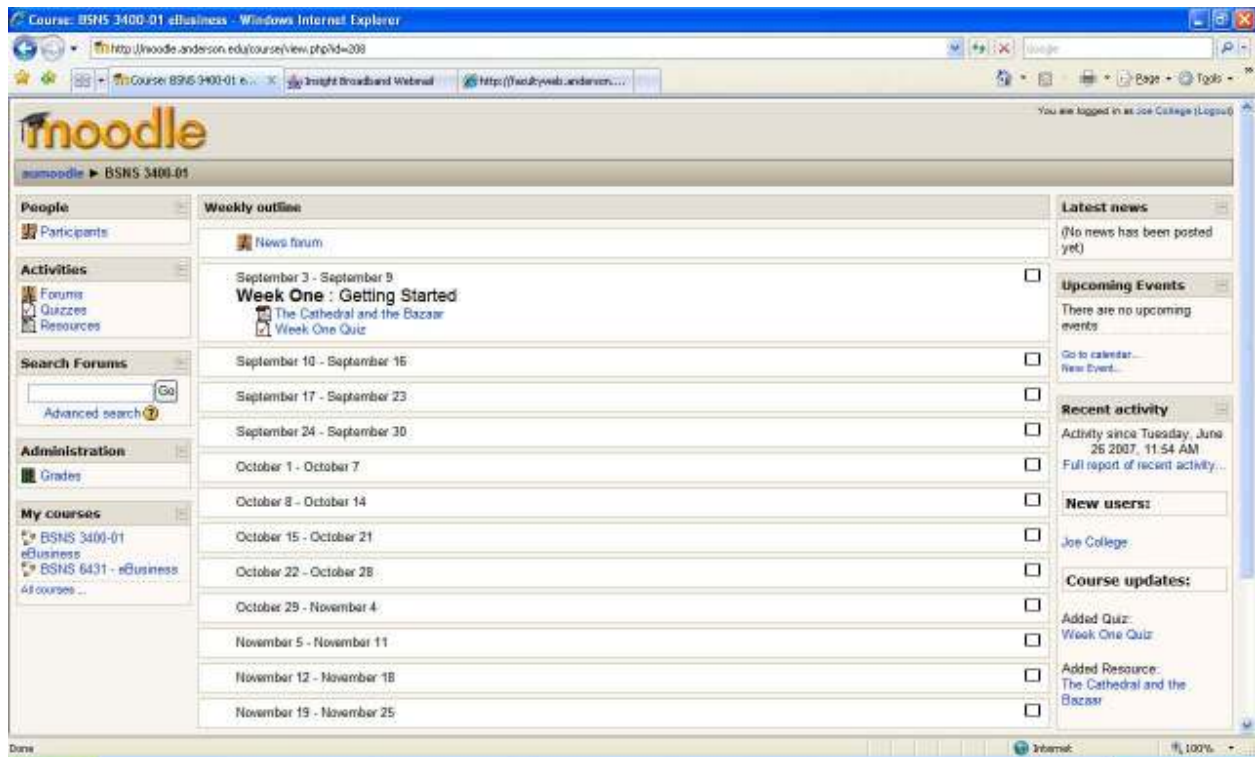 Course: BSNS 3400-01 eBusiness - Windows Internet Explorer
http://moodle.anderson.edu/course/view.php?id=208
Google
Course: BSNS 3400-01 e...
Insight Broadband Webmail
http://facultyweb.anderson....
Page
Tools
moodle
You are logged in as Joe College (Logout)
aumoodle ► BSNS 3400-01
People
Participants
Activities
Forums
Quizzes
Resources
Search Forums
Go
Advanced search ?
Administration
Grades
My courses
BSNS 3400-01
eBusiness
BSNS 6431 - eBusiness
All courses ...
Weekly outline
News forum
September 3 - September 9
Week One : Getting Started
The Cathedral and the Bazaar
Week One Quiz
September 10 - September 16
September 17 - September 23
September 24 - September 30
October 1 - October 7
October 8 - October 14
October 15 - October 21
October 22 - October 28
October 29 - November 4
November 5 - November 11
November 12 - November 18
November 19 - November 25
Latest news
(No news has been posted
yet)
Upcoming Events
There are no upcoming
events
Go to calendar...
New Event...
Recent activity
Activity since Tuesday, June
26 2007, 11:54 AM
Full report of recent activity...
New users:
Joe College
Course updates:
Added Quiz:
Week One Quiz
Added Resource:
The Cathedral and the
Bazaar
Done
Internet
100%